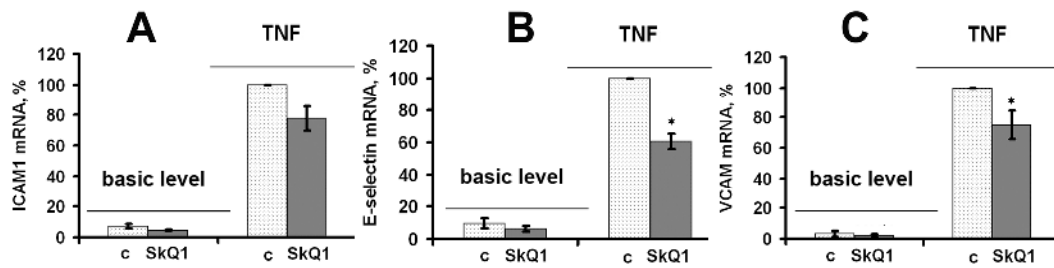 A
TNF
ICAM1 mRNA, %
120
100
80
60
40
20
0
basic level
c SkQ1 c SkQ1
B
TNF
E-selectin mRNA, %
120
100
80
60
40
20
0
*
basic level
c SkQ1 c SkQ1
C
TNF
VCAM mRNA, %
120
100
80
60
40
20
0
*
basic level
c SkQ1 c SkQ1